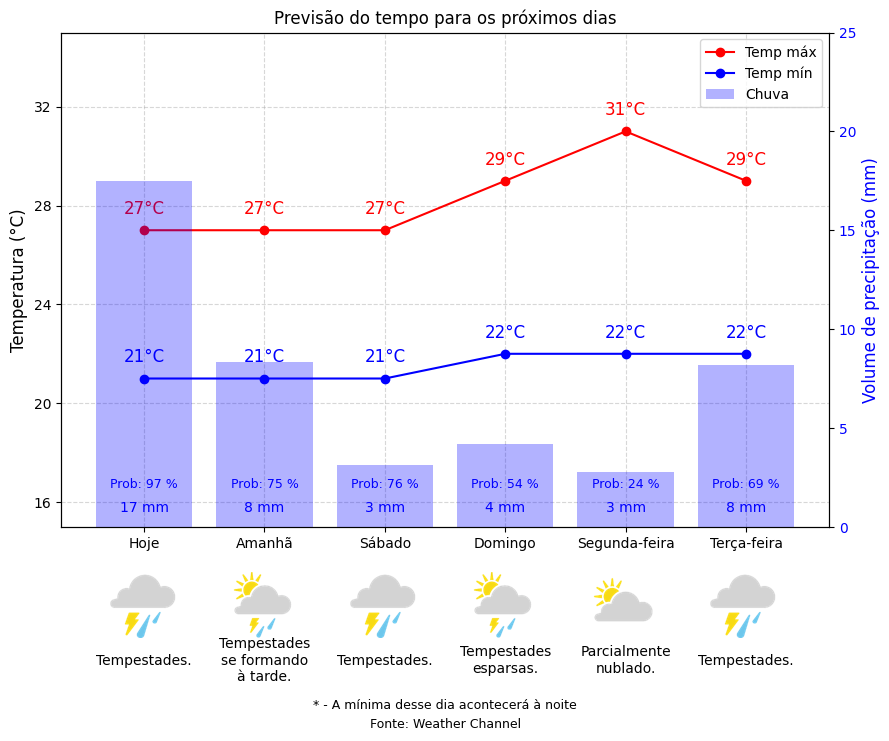 Previsão do tempo para os próximos dias
Temp máx
Temp mín
Chuva
Temperatura (°C)
32
28
24
20
16
Volume de precipitação (mm)
25
20
15
10
5
0
27°C 27°C 27°C 29°C 31°C 29°C
21°C 21°C 21°C 22°C 22°C 22°C
Prob: 97 % Prob: 75 % Prob: 76 % Prob: 54 % Prob: 24 % Prob: 69 %
17 mm 8 mm 3 mm 4 mm 3 mm 8 mm
Hoje Amanhã Sábado Domingo Segunda-feira Terça-feira
Tempestades.
Tempestades
se formando
à tarde.
Tempestades.
Tempestades
esparsas.
Parcialmente
nublado.
Tempestades.
* - A mínima desse dia acontecerá à noite
Fonte: Weather Channel